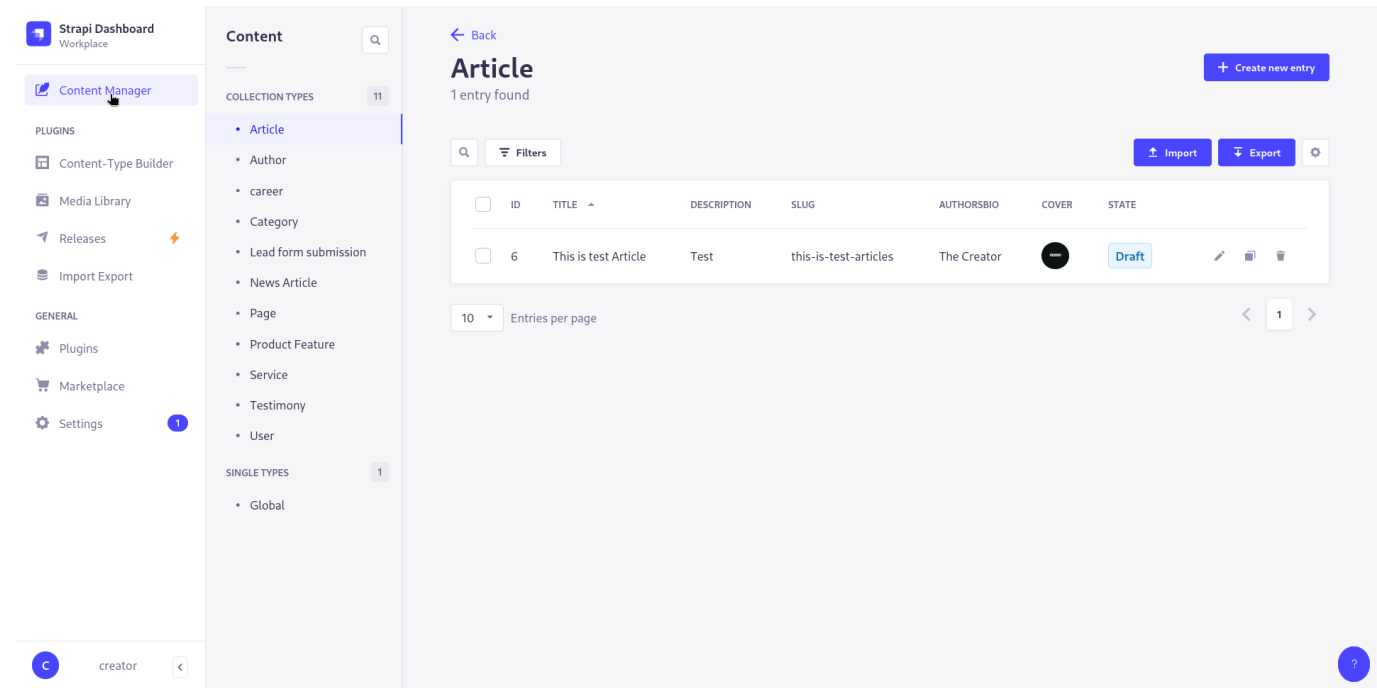 Strapi Dashboard
Workplace
Content Manager
PLUGINS
Content-Type Builder
Media Library
Releases
Import Export
GENERAL
Plugins
Marketplace
Settings
1
C
creator
Content
COLLECTION TYPES
11
Article
Author
career
Category
Lead form submission
News Article
Page
Product Feature
Service
Testimony
User
SINGLE TYPES
1
Global
Back
Article
1 entry found
Create new entry
Filters
Import
Export
ID TITLE DESCRIPTION SLUG AUTHORSBIO COVER STATE
6 This is test Article Test this-is-test-articles The Creator Draft
10 Entries per page
1
?